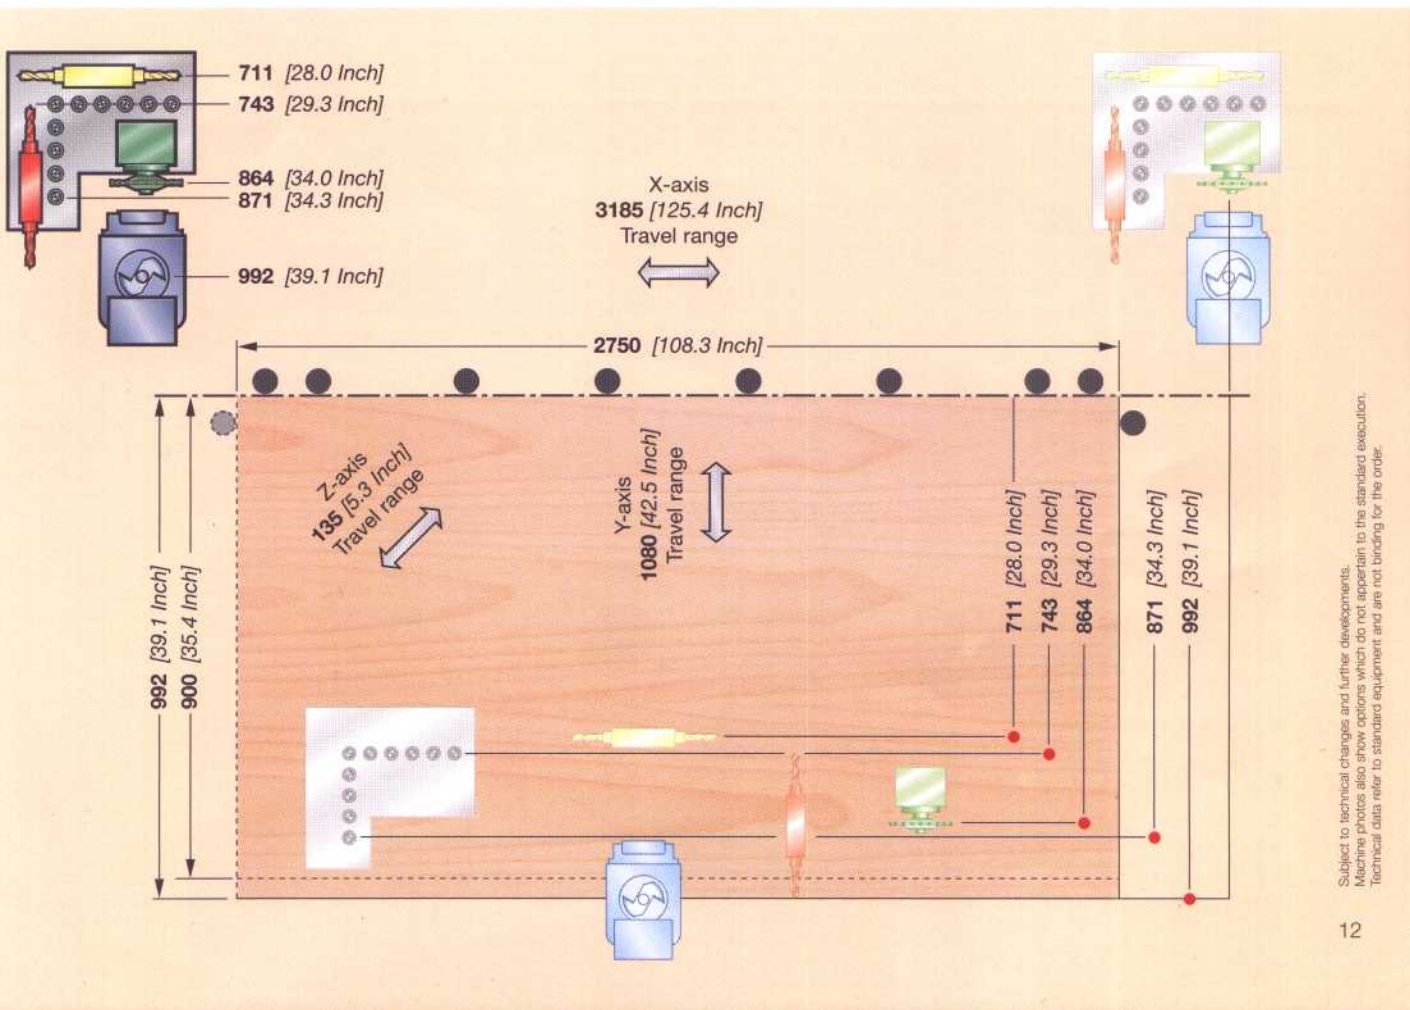 711 [28.0 Inch]
743 [29.3 Inch]
864 [34.0 Inch]
871 [34.3 Inch]
992 [39.1 Inch]
X-axis
3185 [125.4 Inch]
Travel range
2750 [108.3 Inch]
Z-axis
135 [5.3 Inch]
Travel range
Y-axis
1080 [42.5 Inch]
Travel range
992 [39.1 Inch]
900 [35.4 Inch]
711 [28.0 Inch]
743 [29.3 Inch]
864 [34.0 Inch]
871 [34.3 Inch]
992 [39.1 Inch]
Subject to technical changes and further developments.
Machine photos also show options which do not appertain to the standard execution.
Technical data refer to standard equipment and are not binding for the order.
12